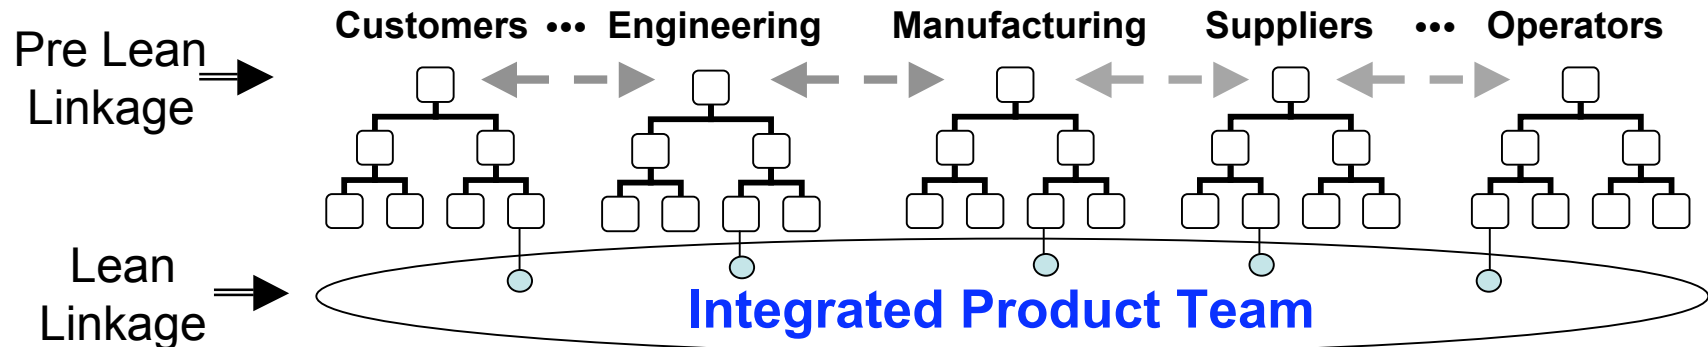 Customers ••• Engineering Manufacturing Suppliers ••• Operators
Pre Lean
Linkage
Lean
Linkage
Integrated Product Team